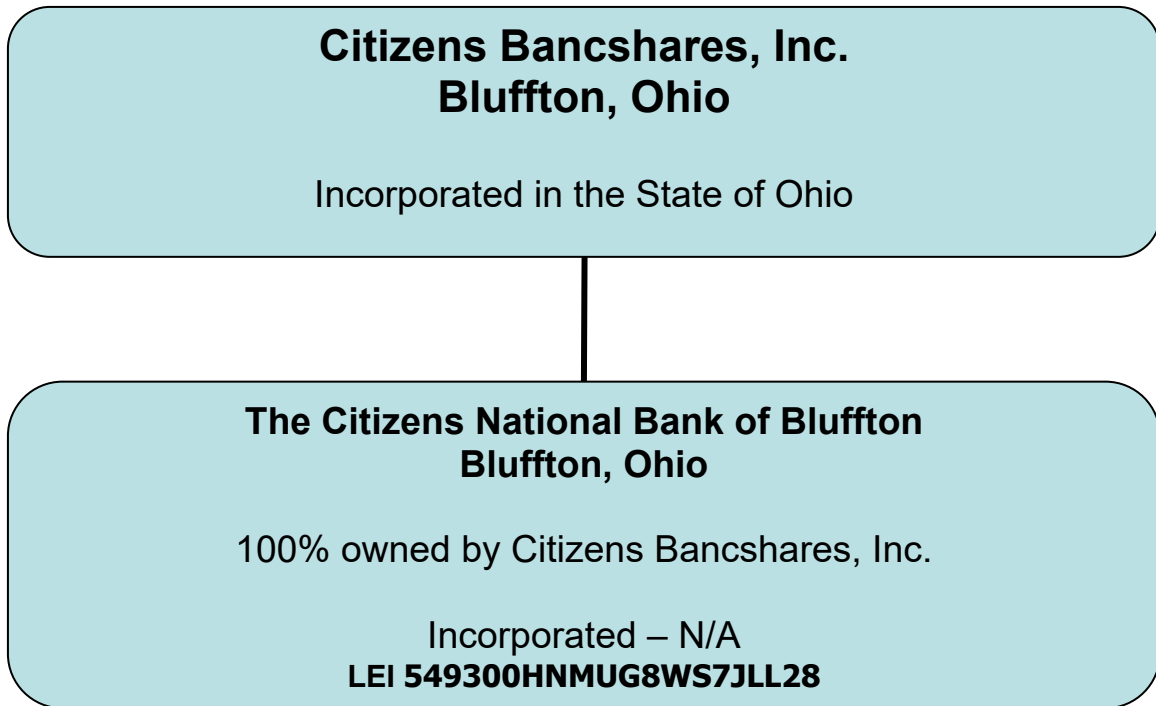 Citizens Bancshares, Inc.
Bluffton, Ohio
Incorporated in the State of Ohio
The Citizens National Bank of Bluffton
Bluffton, Ohio
100% owned by Citizens Bancshares, Inc.
Incorporated – N/A
LEI 549300HNMUG8WS7JLL28